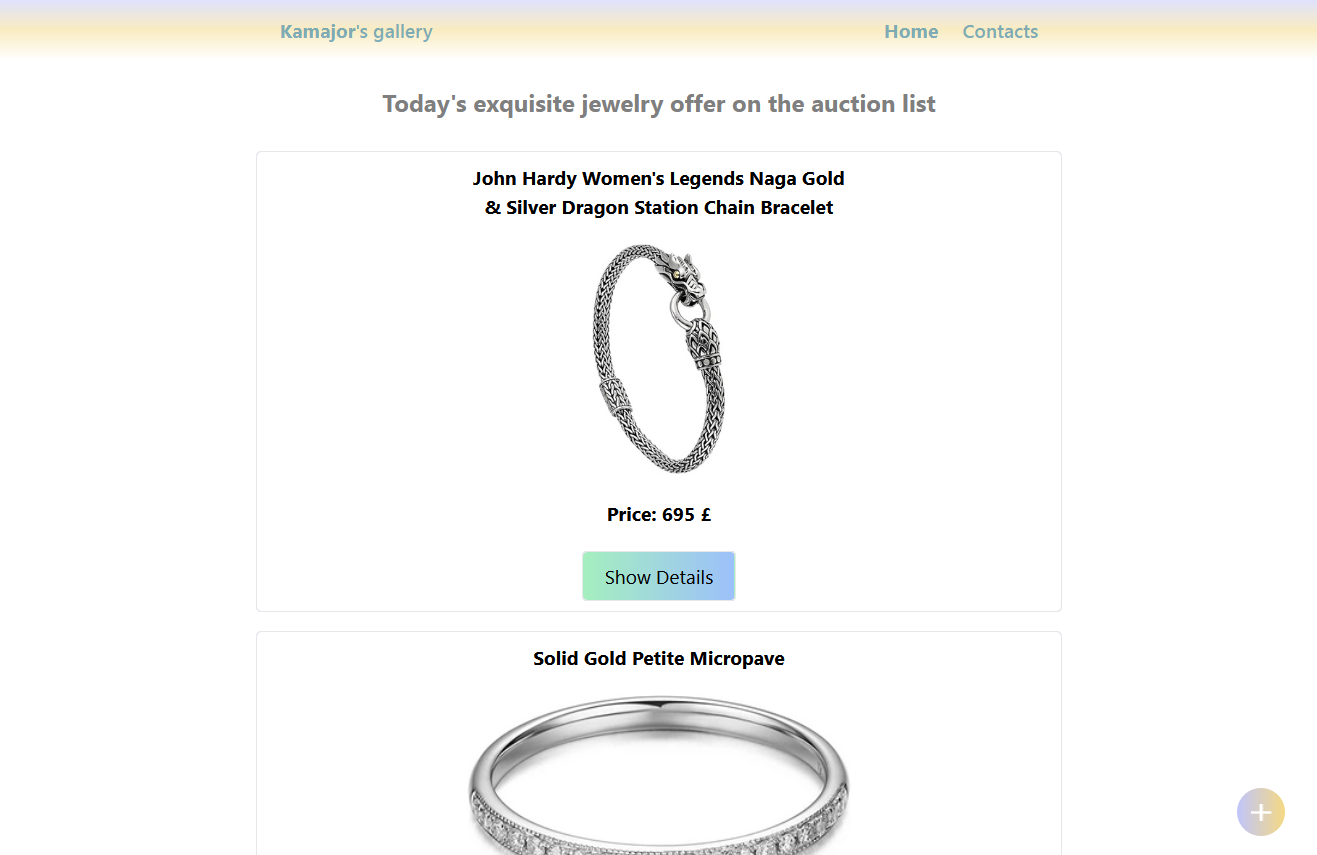 Kamajor's gallery
Home
Contacts
Today's exquisite jewelry offer on the auction list
John Hardy Women's Legends Naga Gold
& Silver Dragon Station Chain Bracelet
Price: 695 £
Show Details
Solid Gold Petite Micropave
+